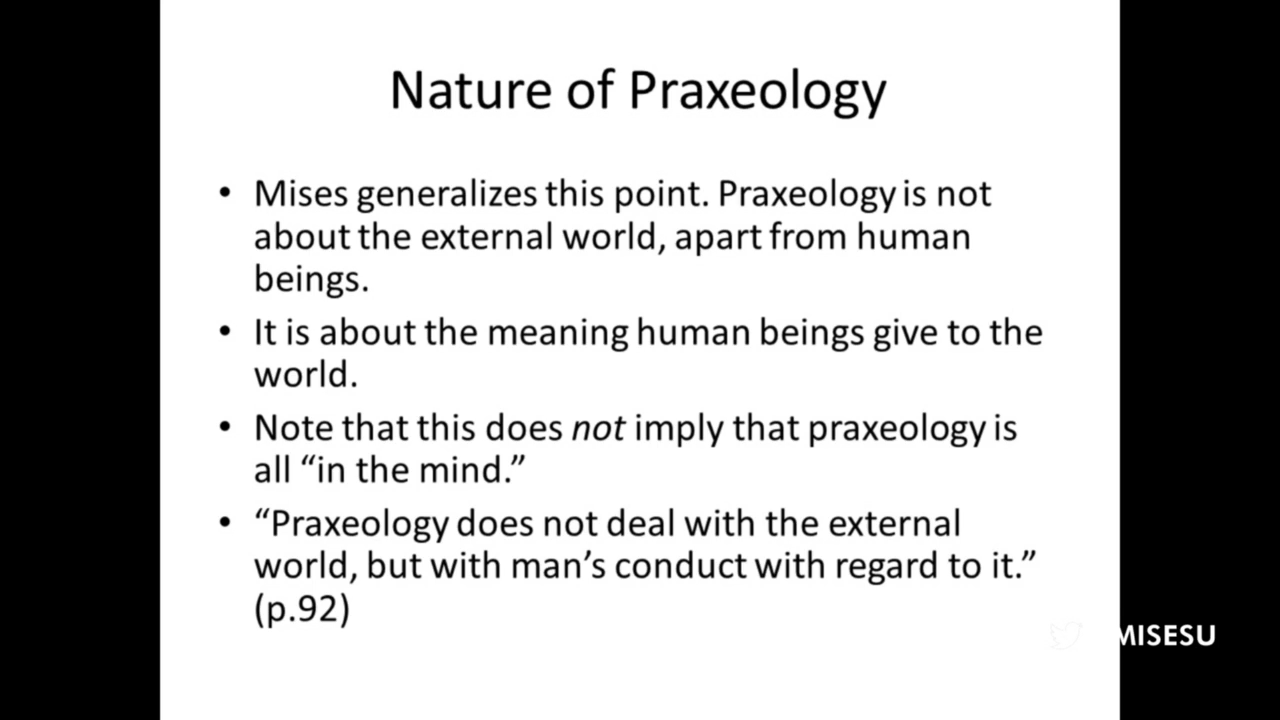 Nature of Praxeology
• Mises generalizes this point. Praxeology is not
about the external world, apart from human
beings.
• It is about the meaning human beings give to the
world.
• Note that this does not imply that praxeology is
all “in the mind.”
• “Praxeology does not deal with the external
world, but with man’s conduct with regard to it.”
(p.92)
MISESU